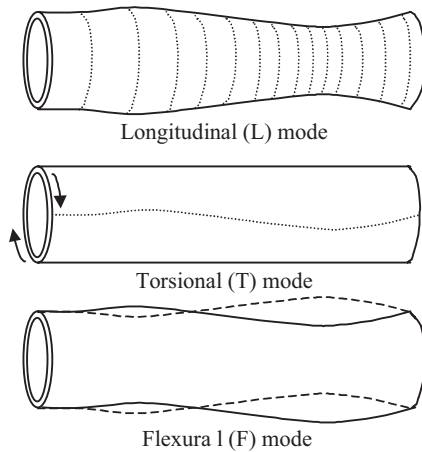 Longitudinal (L) mode
Torsional (T) mode
Flexura l (F) mode